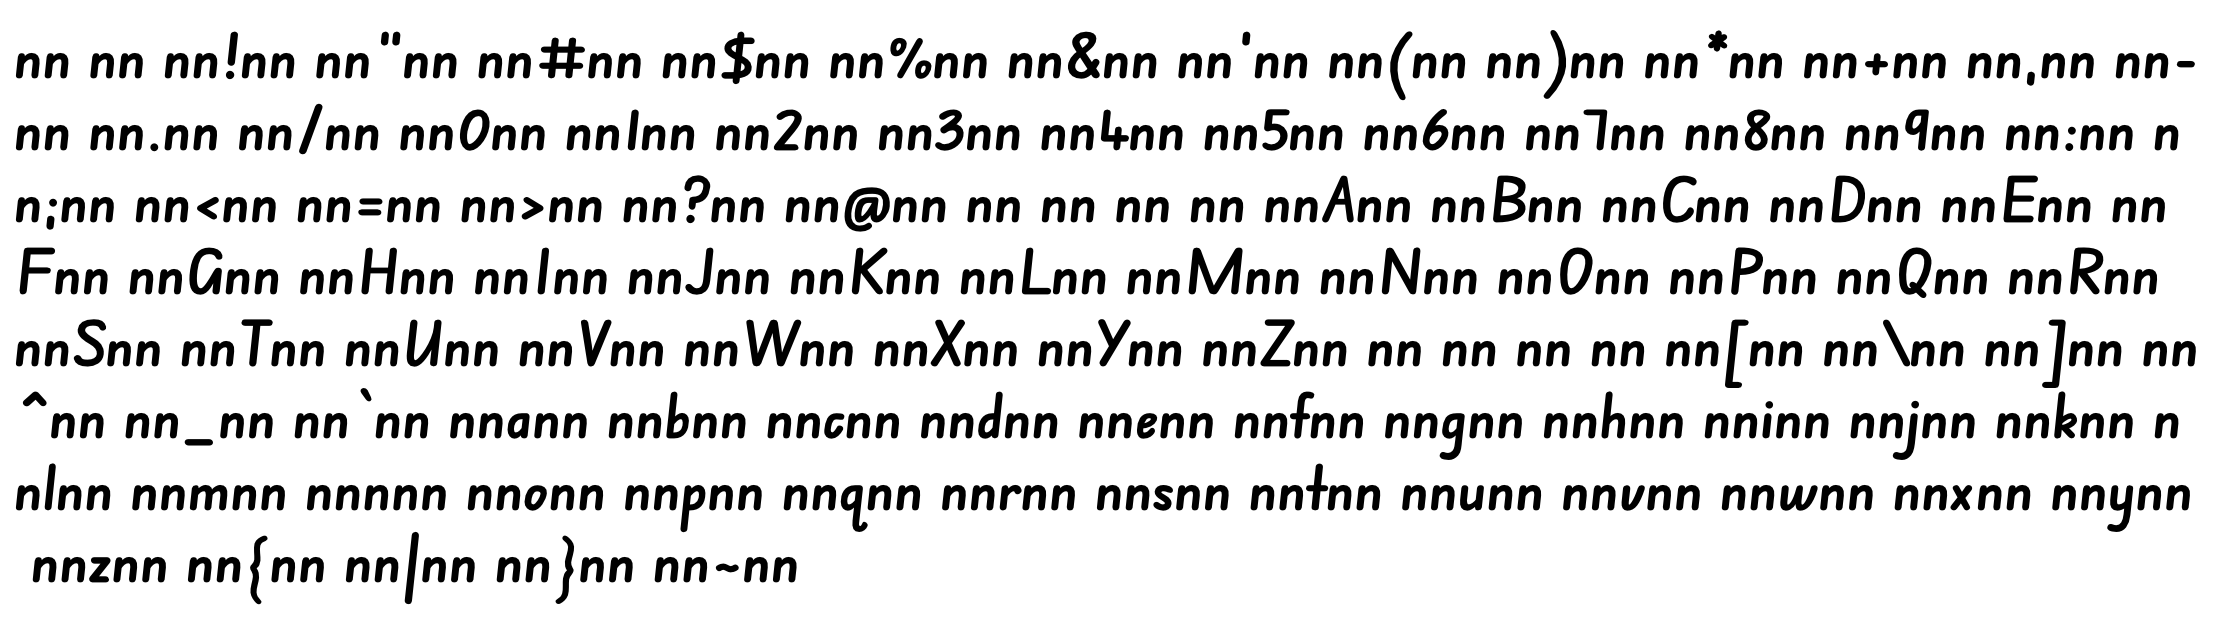 nn nn nn!nn nn"nn nn#nn nn$nn nn%nn nn&nn nn'nn nn(nn nn)nn nn*nn nn+nn nn,nn nn-
nn nn.nn nn/nn nn0nn nn1nn nn2nn nn3nn nn4nn nn5nn nn6nn nn7nn nn8nn nn9nn nn:nn n
n;nn nn<nn nn=nn nn>nn nn?nn nn@nn nn nn nn nn nnAnn nnBnn nnCnn nnDnn nnEnn nn
Fnn nnGnn nnHnn nnInn nnJnn nnKnn nnLnn nnMnn nnNnn nnOnn nnPnn nnQnn nnRnn
nnSnn nnTnn nnUnn nnVnn nnWnn nnXnn nnYnn nnZnn nn nn nn nn nn[nn nn\nn nn]nn nn
^nn nn_nn nn`nn nnann nnbnn nncnn nndnn nnenn nnfnn nngnn nnhnn nninn nnjnn nnknn n
nlnn nnmnn nnnnn nnonn nnpnn nnqnn nnrnn nnsnn nntnn nnunn nnvnn nnwnn nnxnn nnynn
nnznn nn{nn nn|nn nn}nn nn~nn